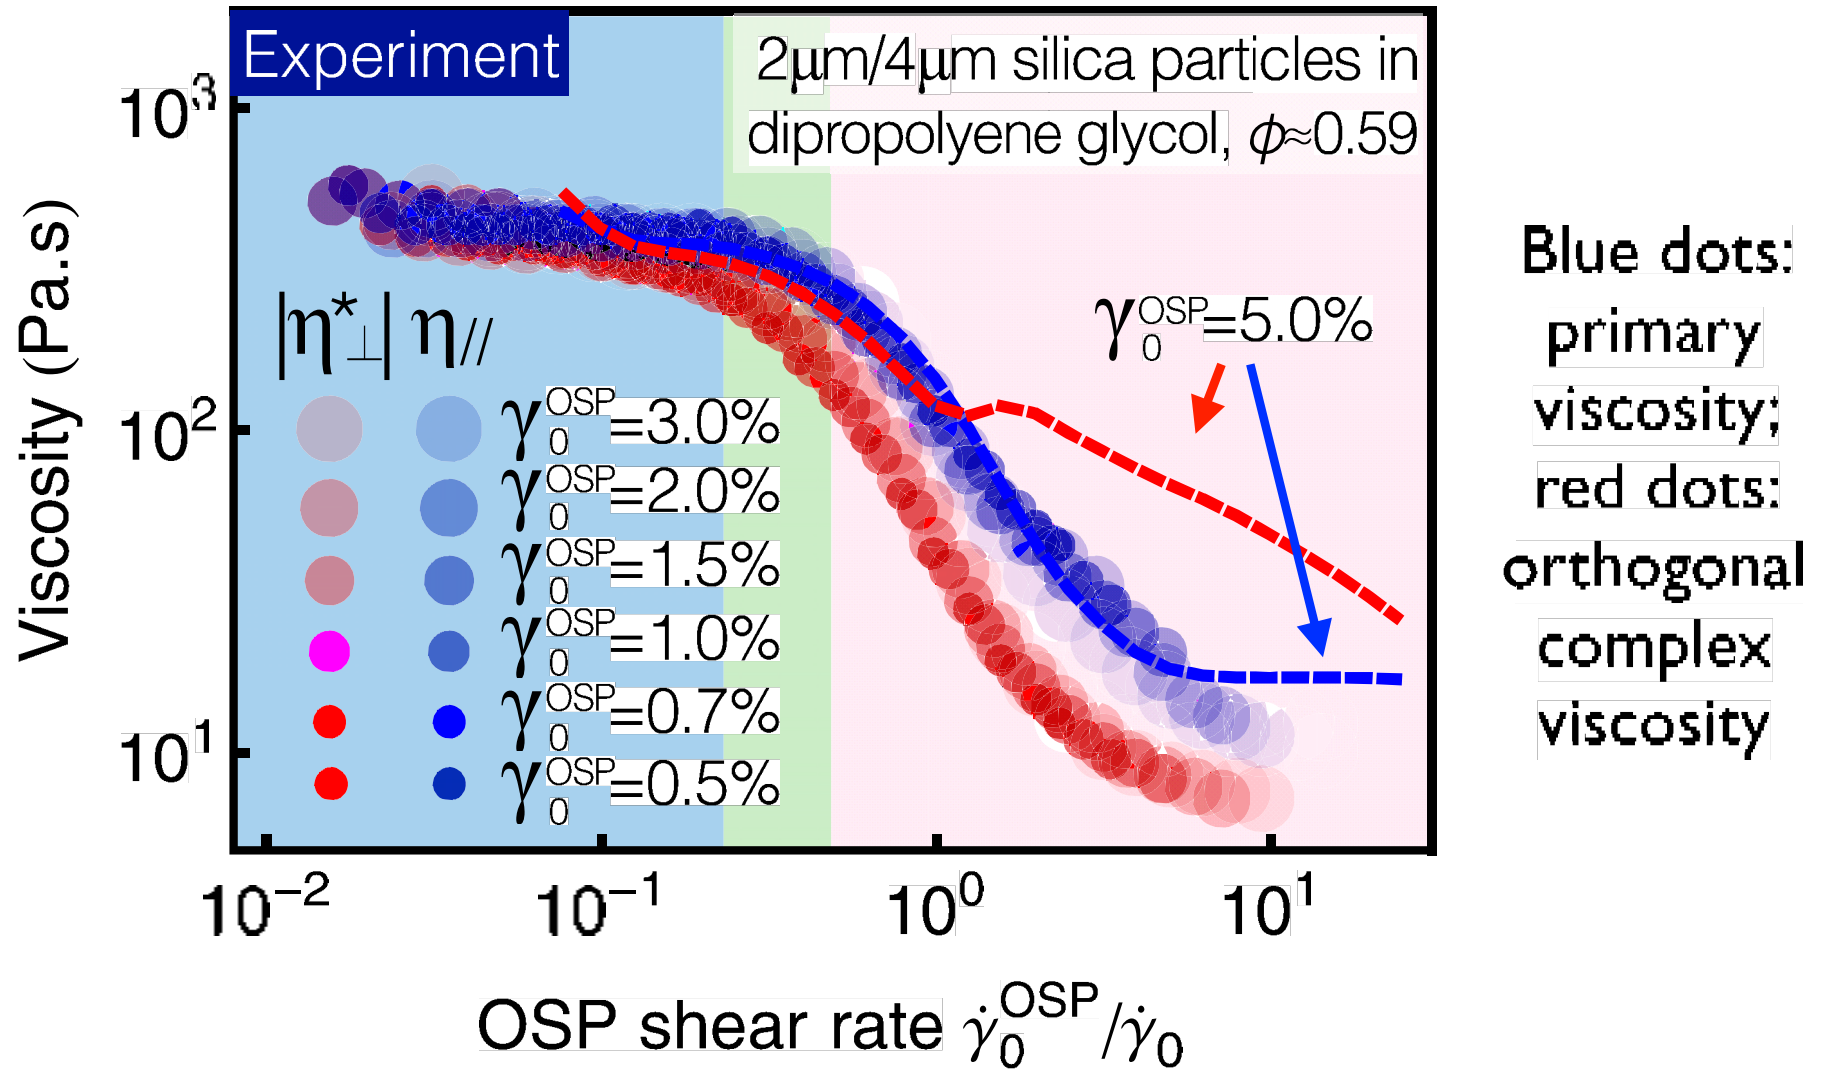 Experiment
2μm/4μm silica particles in
dipropolyene glycol, ϕ≈0.59
Viscosity (Pa.s)
10³
10²
10¹
|η*⊥| η//
γ₀ᴼˢᴾ=3.0%
γ₀ᴼˢᴾ=2.0%
γ₀ᴼˢᴾ=1.5%
γ₀ᴼˢᴾ=1.0%
γ₀ᴼˢᴾ=0.7%
γ₀ᴼˢᴾ=0.5%
γ₀ᴼˢᴾ=5.0%
10⁻² 10⁻¹ 10⁰ 10¹
OSP shear rate γ̇₀ᴼˢᴾ/γ̇₀
Blue dots:
primary
viscosity;
red dots:
orthogonal
complex
viscosity